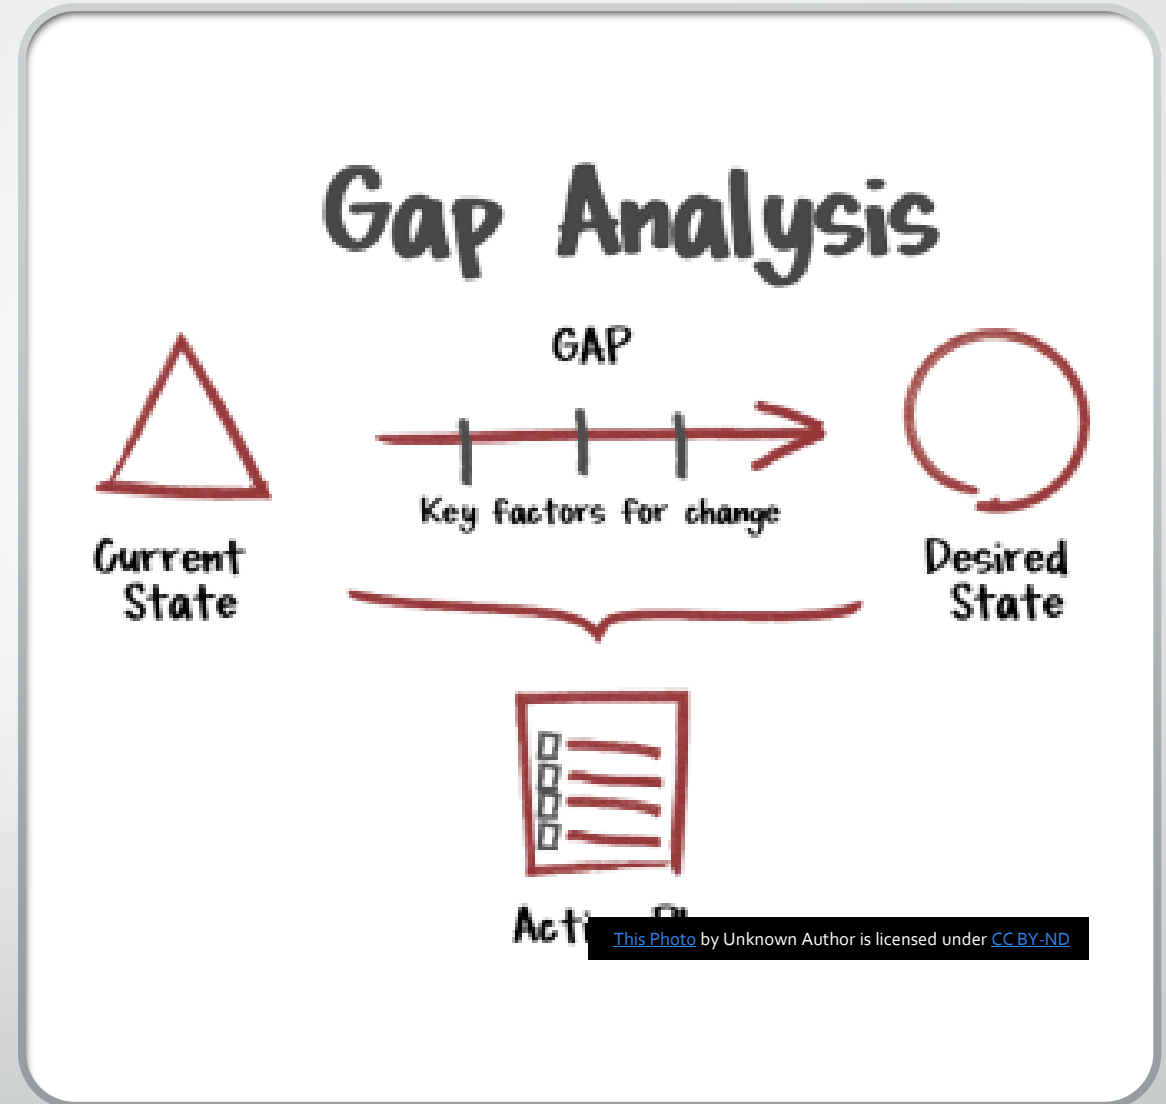 Gap Analysis
GAP
Key factors for change
Current
State
Desired
State
This Photo by Unknown Author is licensed under CC BY-ND